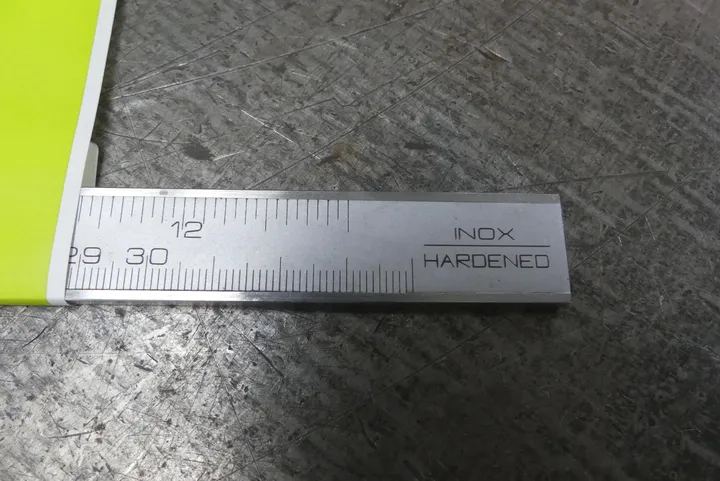 12
29 30
INOX
HARDENED